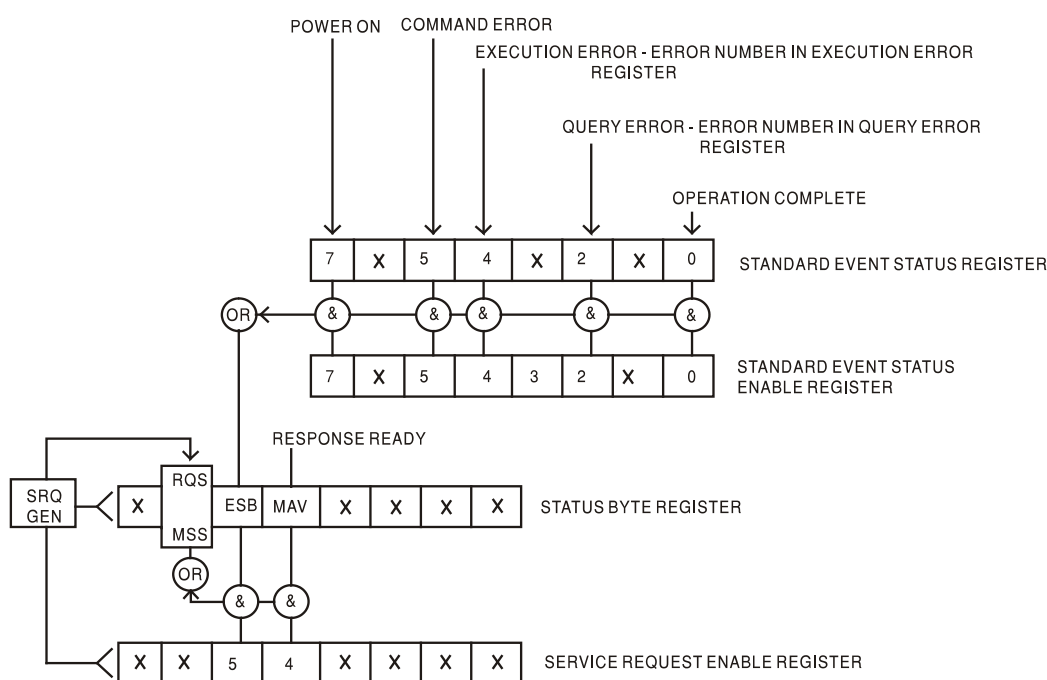 POWER ON
COMMAND ERROR
EXECUTION ERROR - ERROR NUMBER IN EXECUTION ERROR
REGISTER
QUERY ERROR - ERROR NUMBER IN QUERY ERROR
REGISTER
OPERATION COMPLETE
7 X 5 4 X 2 X 0
STANDARD EVENT STATUS REGISTER
OR & & & & &
7 X 5 4 3 2 X 0
STANDARD EVENT STATUS
ENABLE REGISTER
RESPONSE READY
SRQ
GEN
X RQS ESB MAV X X X X
MSS
STATUS BYTE REGISTER
OR
& &
X X 5 4 X X X X
SERVICE REQUEST ENABLE REGISTER